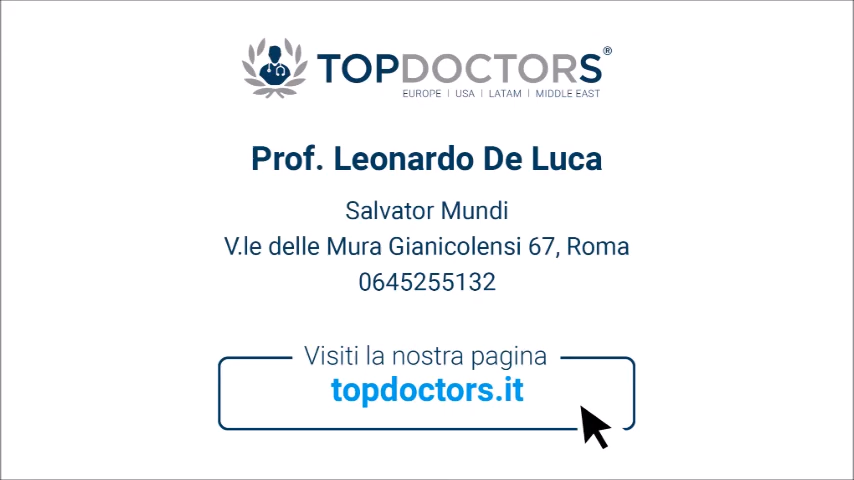 TOPDOCTORS®
EUROPE | USA | LATAM | MIDDLE EAST
Prof. Leonardo De Luca
Salvator Mundi
V.le delle Mura Gianicolensi 67, Roma
0645255132
Visiti la nostra pagina
topdoctors.it